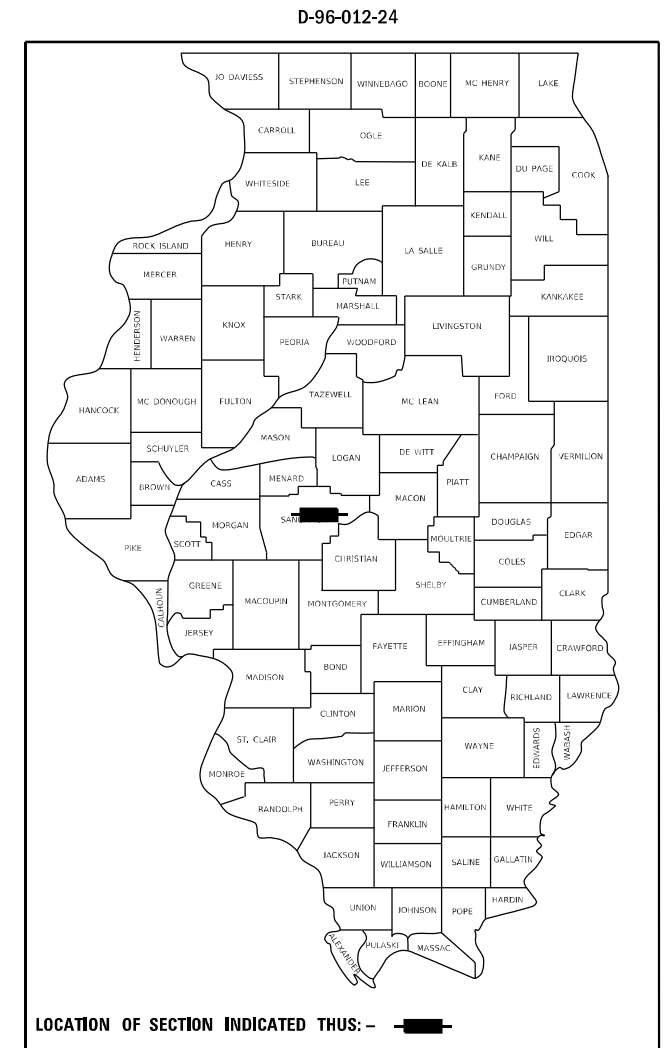 D-96-012-24
JO DAVIESS
STEPHENSON
WINNEBAGO
BOONE
MC HENRY
LAKE
CARROLL
OGLE
DE KALB
KANE
DU PAGE
COOK
WHITESIDE
LEE
KENDALL
ROCK ISLAND
HENRY
BUREAU
LA SALLE
WILL
GRUNDY
MERCER
PUTNAM
STARK
MARSHALL
KANKAKEE
HENDERSON
WARREN
KNOX
PEORIA
WOODFORD
LIVINGSTON
IROQUOIS
HANCOCK
MC DONOUGH
FULTON
TAZEWELL
MC LEAN
FORD
MASON
SCHUYLER
LOGAN
DE WITT
CHAMPAIGN
VERMILION
ADAMS
BROWN
CASS
MENARD
PIATT
MACON
SAN
MORGAN
PIKE
SCOTT
CHRISTIAN
MOULTRIE
DOUGLAS
EDGAR
COLES
CALHOUN
GREENE
MACOUPIN
MONTGOMERY
SHELBY
CUMBERLAND
CLARK
JERSEY
FAYETTE
EFFINGHAM
JASPER
CRAWFORD
MADISON
BOND
CLAY
RICHLAND
LAWRENCE
CLINTON
MARION
ST. CLAIR
WASHINGTON
WAYNE
EDWARDS
WABASH
MONROE
JEFFERSON
RANDOLPH
PERRY
HAMILTON
WHITE
FRANKLIN
JACKSON
WILLIAMSON
SALINE
GALLATIN
UNION
JOHNSON
POPE
HARDIN
ALEXANDER
PULASKI
MASSAC
LOCATION OF SECTION INDICATED THUS: –